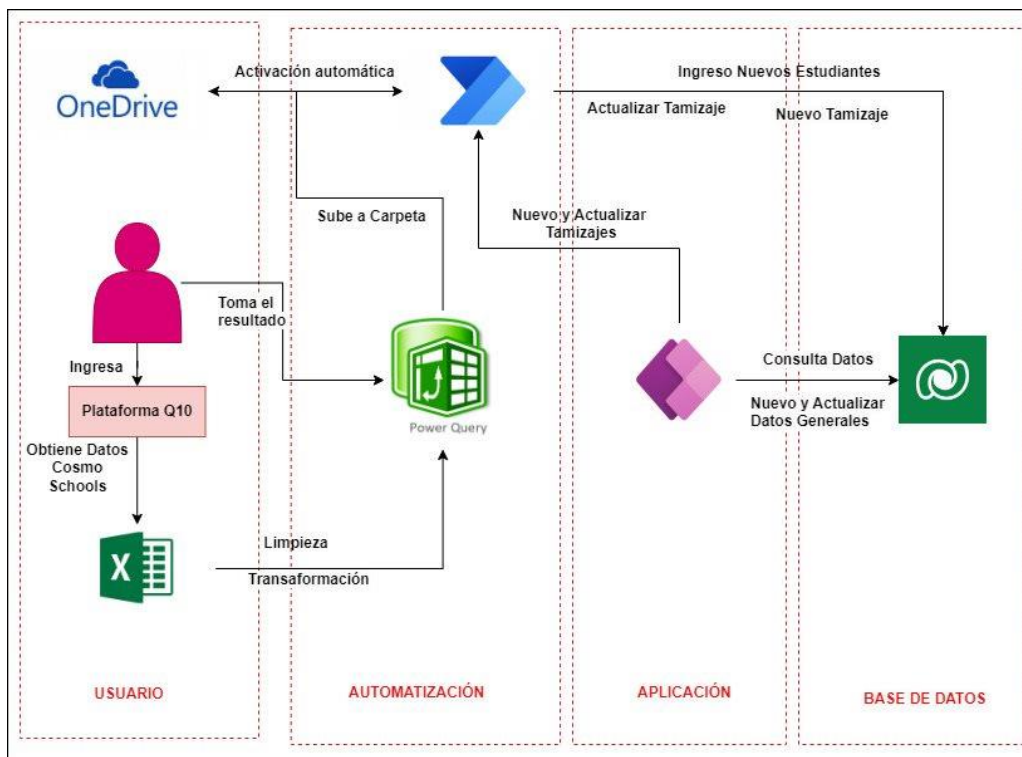 OneDrive
Activación automática
Ingreso Nuevos Estudiantes
Actualizar Tamizaje
Nuevo Tamizaje
Sube a Carpeta
Nuevo y Actualizar
Tamizajes
Toma el
resultado
Ingresa
Plataforma Q10
Obtiene Datos
Cosmo
Schools
Power Query
Consulta Datos
Nuevo y Actualizar
Datos Generales
X
Limpieza
Transaformación
USUARIO
AUTOMATIZACIÓN
APLICACIÓN
BASE DE DATOS